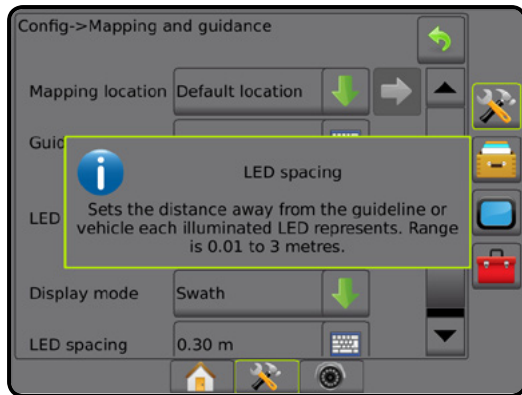 Config->Mapping and guidance
Mapping location Default location
Guid
LED spacing
Sets the distance away from the guideline or
vehicle each illuminated LED represents. Range
is 0.01 to 3 metres.
LED
Display mode Swath
LED spacing 0.30 m